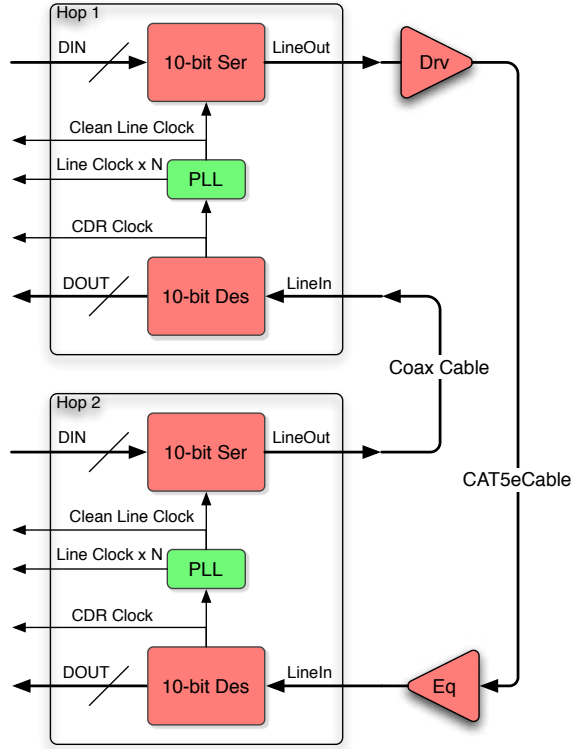 Hop 1
DIN
10-bit Ser
LineOut
Drv
Clean Line Clock
Line Clock x N
PLL
CDR Clock
DOUT
10-bit Des
LineIn
Coax Cable
Hop 2
DIN
10-bit Ser
LineOut
CAT5eCable
Clean Line Clock
Line Clock x N
PLL
CDR Clock
DOUT
10-bit Des
LineIn
Eq